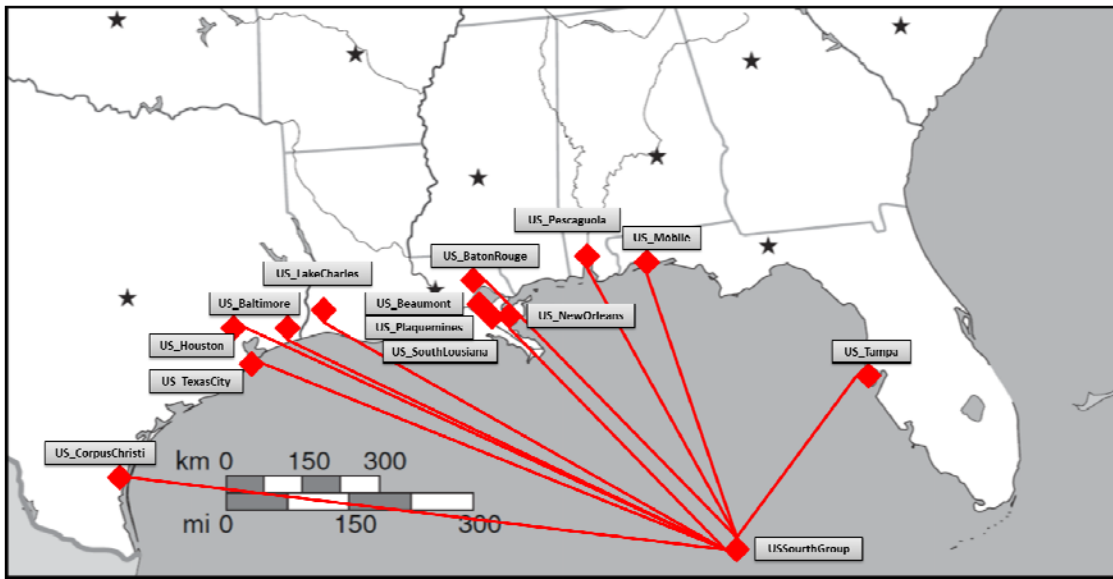 US_Pescaguola
US_Mobile
US_BatonRouge
US_LakeCharles
US_Baltimore
US_Beaumont
US_NewOrleans
US_Plaquemines
US_Houston
US_SouthLousiana
US_Tampa
US_TexasCity
US_CorpusChristi
km 0 150 300
mi 0 150 300
USSourthGroup